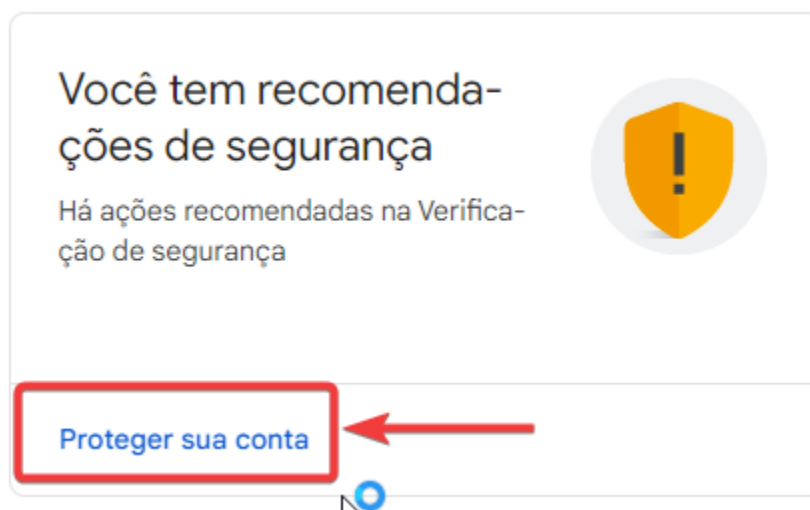 Você tem recomenda-
ções de segurança
Há ações recomendadas na Verifica-
ção de segurança
Proteger sua conta